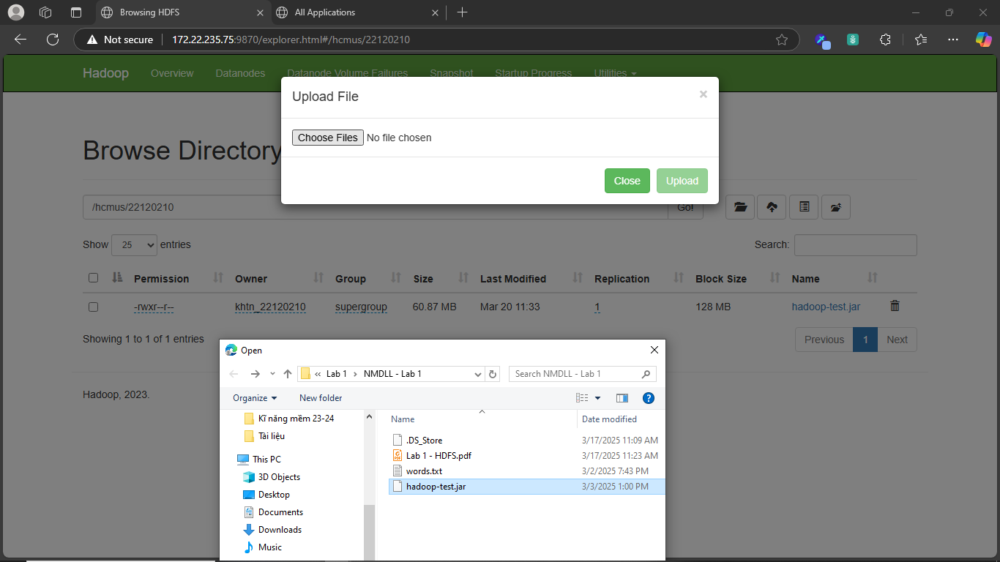 Browsing HDFS
All Applications
Not secure 172.22.235.75:9870/explorer.html#/hcmus/22120210
Hadoop Overview Datanodes Datanode Volume Failures Snapshot Startup Progress Utilities
Upload File ×
Choose Files No file chosen
Close Upload
Browse Directory
/hcmus/22120210 Go!
Show 25 entries Search:
Permission Owner Group Size Last Modified Replication Block Size Name
-rwxr--r-- khtn_22120210 supergroup 60.87 MB Mar 20 11:33 1 128 MB hadoop-test.jar
Showing 1 to 1 of 1 entries Previous 1 Next
Hadoop, 2023.
Open
« Lab 1 › NMDLL - Lab 1 Search NMDLL - Lab 1
Organize New folder ?
Kĩ năng mềm 23-24
Tài liệu
This PC
3D Objects
Desktop
Documents
Downloads
Music
Name Date modified
.DS_Store 3/17/2025 11:09 AM
Lab 1 - HDFS.pdf 3/17/2025 11:23 AM
words.txt 3/2/2025 7:43 PM
hadoop-test.jar 3/3/2025 1:00 PM